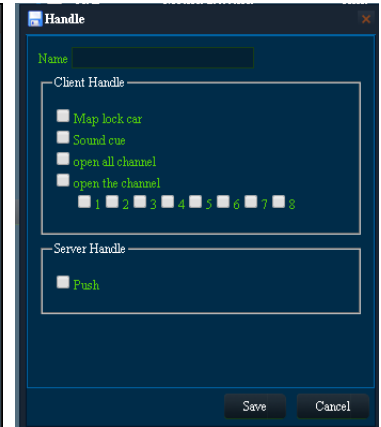 Handle
Name
Client Handle
Map lock car
Sound cue
open all channel
open the channel
1 2 3 4 5 6 7 8
Server Handle
Push
Save Cancel